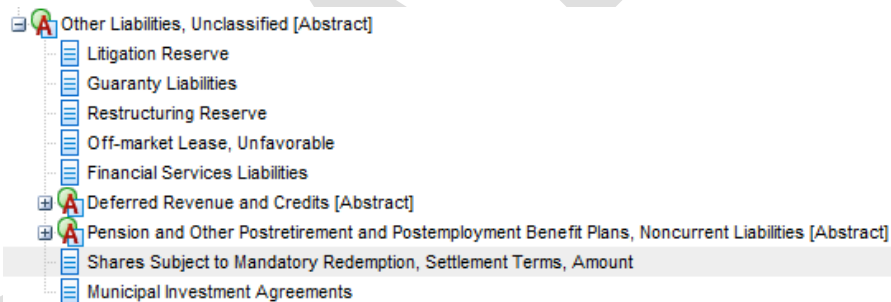 Other Liabilities, Unclassified [Abstract]
Litigation Reserve
Guaranty Liabilities
Restructuring Reserve
Off-market Lease, Unfavorable
Financial Services Liabilities
Deferred Revenue and Credits [Abstract]
Pension and Other Postretirement and Postemployment Benefit Plans, Noncurrent Liabilities [Abstract]
Shares Subject to Mandatory Redemption, Settlement Terms, Amount
Municipal Investment Agreements